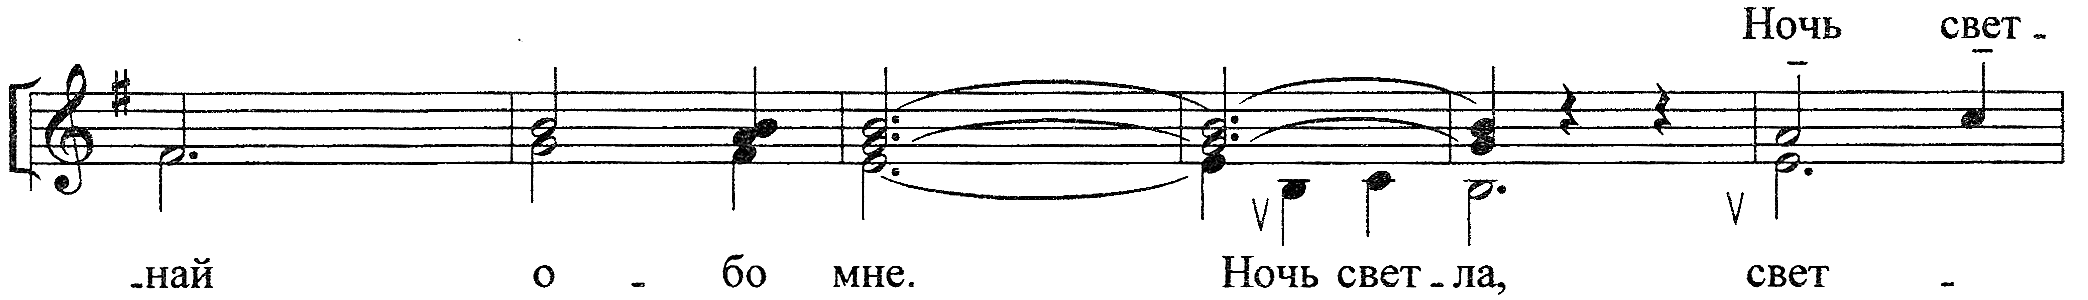 Ночь свет -
-най о - бо мне. Ночь свет - ла, свет -